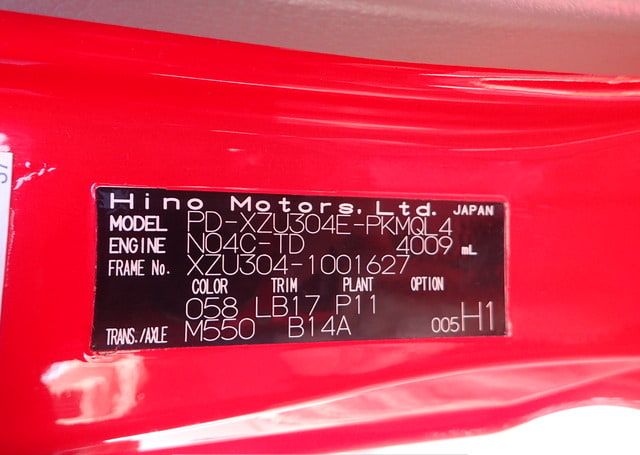 Hino Motors, Ltd. JAPAN
MODEL PD-XZU304E-PKMQL4
ENGINE N04C-TD 4009 mL
FRAME No. XZU304-1001627
COLOR TRIM PLANT OPTION
058 LB17 P11
TRANS./AXLE M550 B14A 005H1